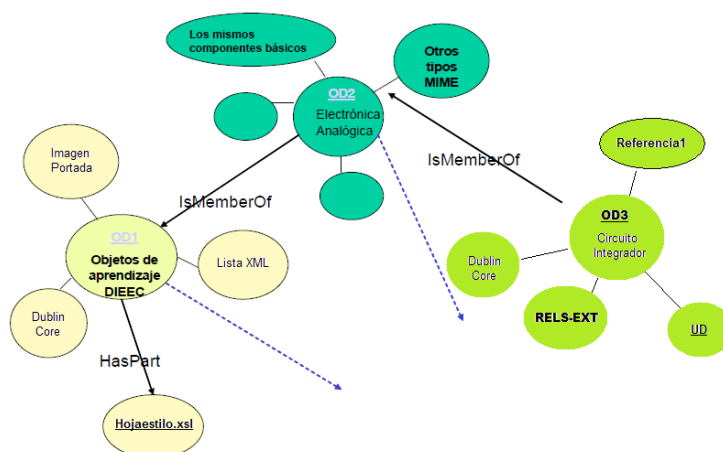 Los mismos
componentes básicos
Otros
tipos
MIME
OD2
Electrónica
Analógica
Referencia1
IsMemberOf
Imagen
Portada
IsMemberOf
OD3
Circuito
Integrador
OD1
Objetos de
aprendizaje
DIEEC
Lista XML
Dublin
Core
Dublin
Core
RELS-EXT
UD
HasPart
Hojaestilo.xsl